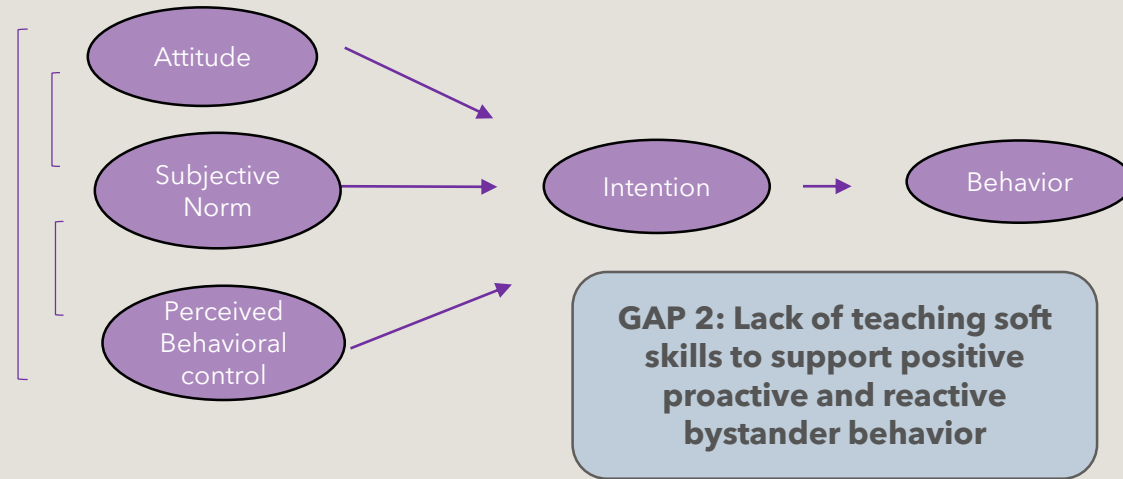 Attitude
Subjective
Norm
Perceived
Behavioral
control
Intention
Behavior
GAP 2: Lack of teaching soft
skills to support positive
proactive and reactive
bystander behavior